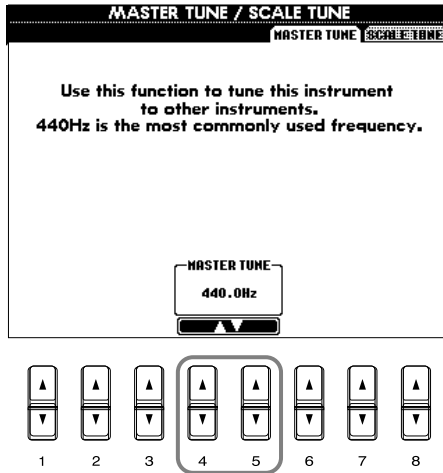 MASTER TUNE / SCALE TUNE
MASTER TUNE SCALE TUNE
Use this function to tune this instrument
to other instruments.
440Hz is the most commonly used frequency.
MASTER TUNE
440.0Hz
1 2 3 4 5 6 7 8